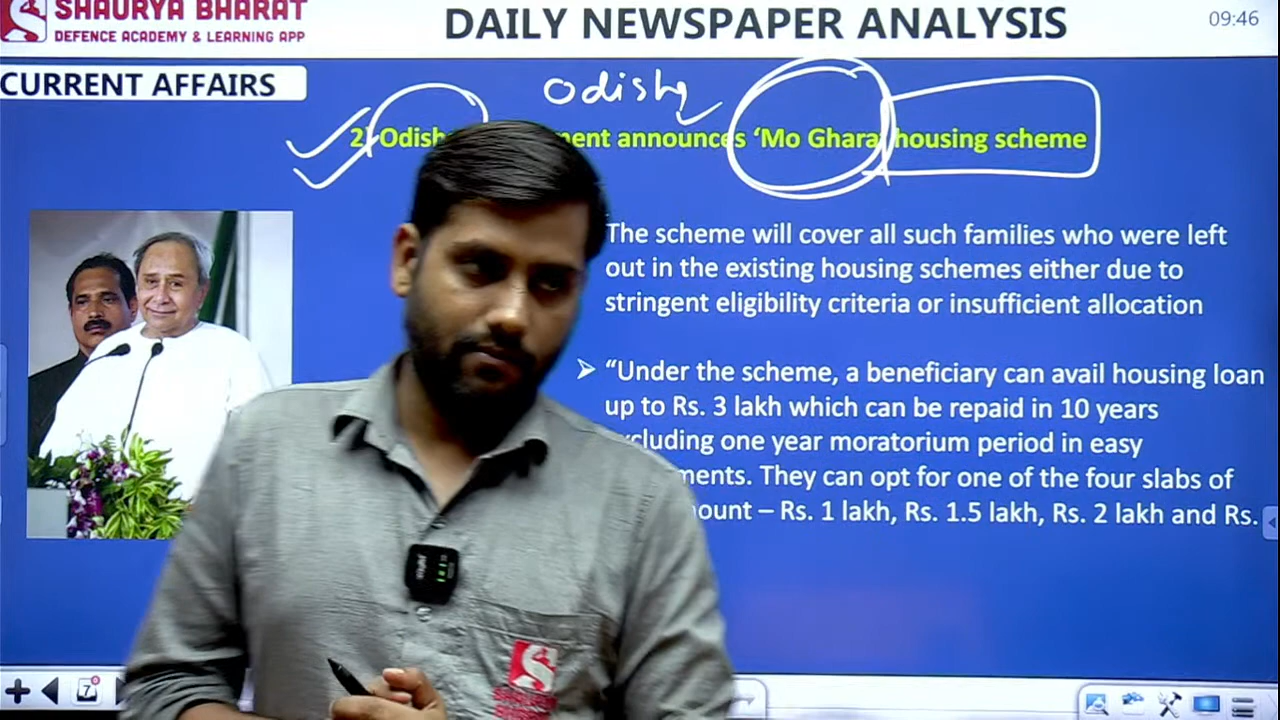 SHAURYA BHARAT
DEFENCE ACADEMY & LEARNING APP
DAILY NEWSPAPER ANALYSIS
09:46
CURRENT AFFAIRS
Odisha
2) announces ‘Mo Ghara housing scheme
The scheme will cover all such families who were left
out in the existing housing schemes either due to
stringent eligibility criteria or insufficient allocation
➤ “Under the scheme, a beneficiary can avail housing loan
up to Rs. 3 lakh which can be repaid in 10 years
one year moratorium period in easy
They can opt for one of the four slabs of
– Rs. 1 lakh, Rs. 1.5 lakh, Rs. 2 lakh and Rs.
7